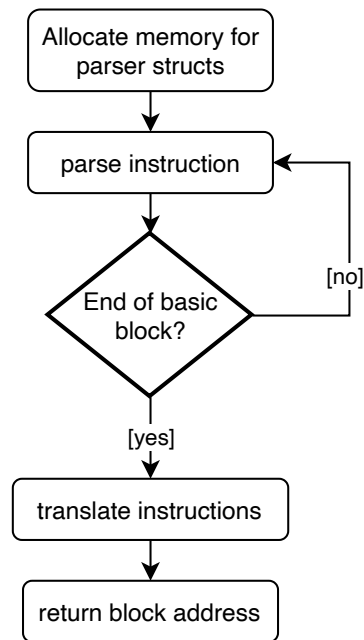 Allocate memory for
parser structs
parse instruction
End of basic
block?
[no]
[yes]
translate instructions
return block address